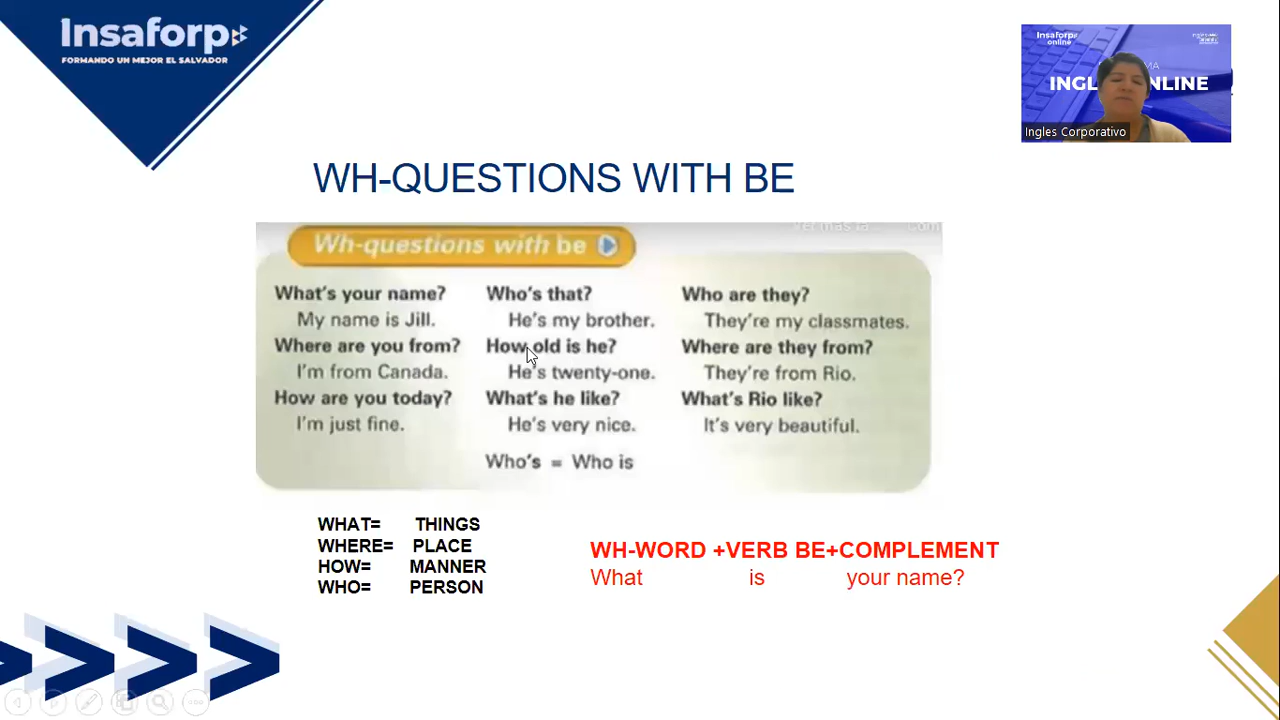 Insaforp
FORMANDO UN MEJOR EL SALVADOR
Insaforp
online
INGL NLINE
Ingles Corporativo
WH-QUESTIONS WITH BE
Wh-questions with be
What's your name?
My name is Jill.
Where are you from?
I'm from Canada.
How are you today?
I'm just fine.
Who's that?
He's my brother.
How old is he?
He's twenty-one.
What's he like?
He's very nice.
Who's = Who is
Who are they?
They're my classmates.
Where are they from?
They're from Rio.
What's Rio like?
It's very beautiful.
WHAT= THINGS
WHERE= PLACE
HOW= MANNER
WHO= PERSON
WH-WORD +VERB BE+COMPLEMENT
What is your name?